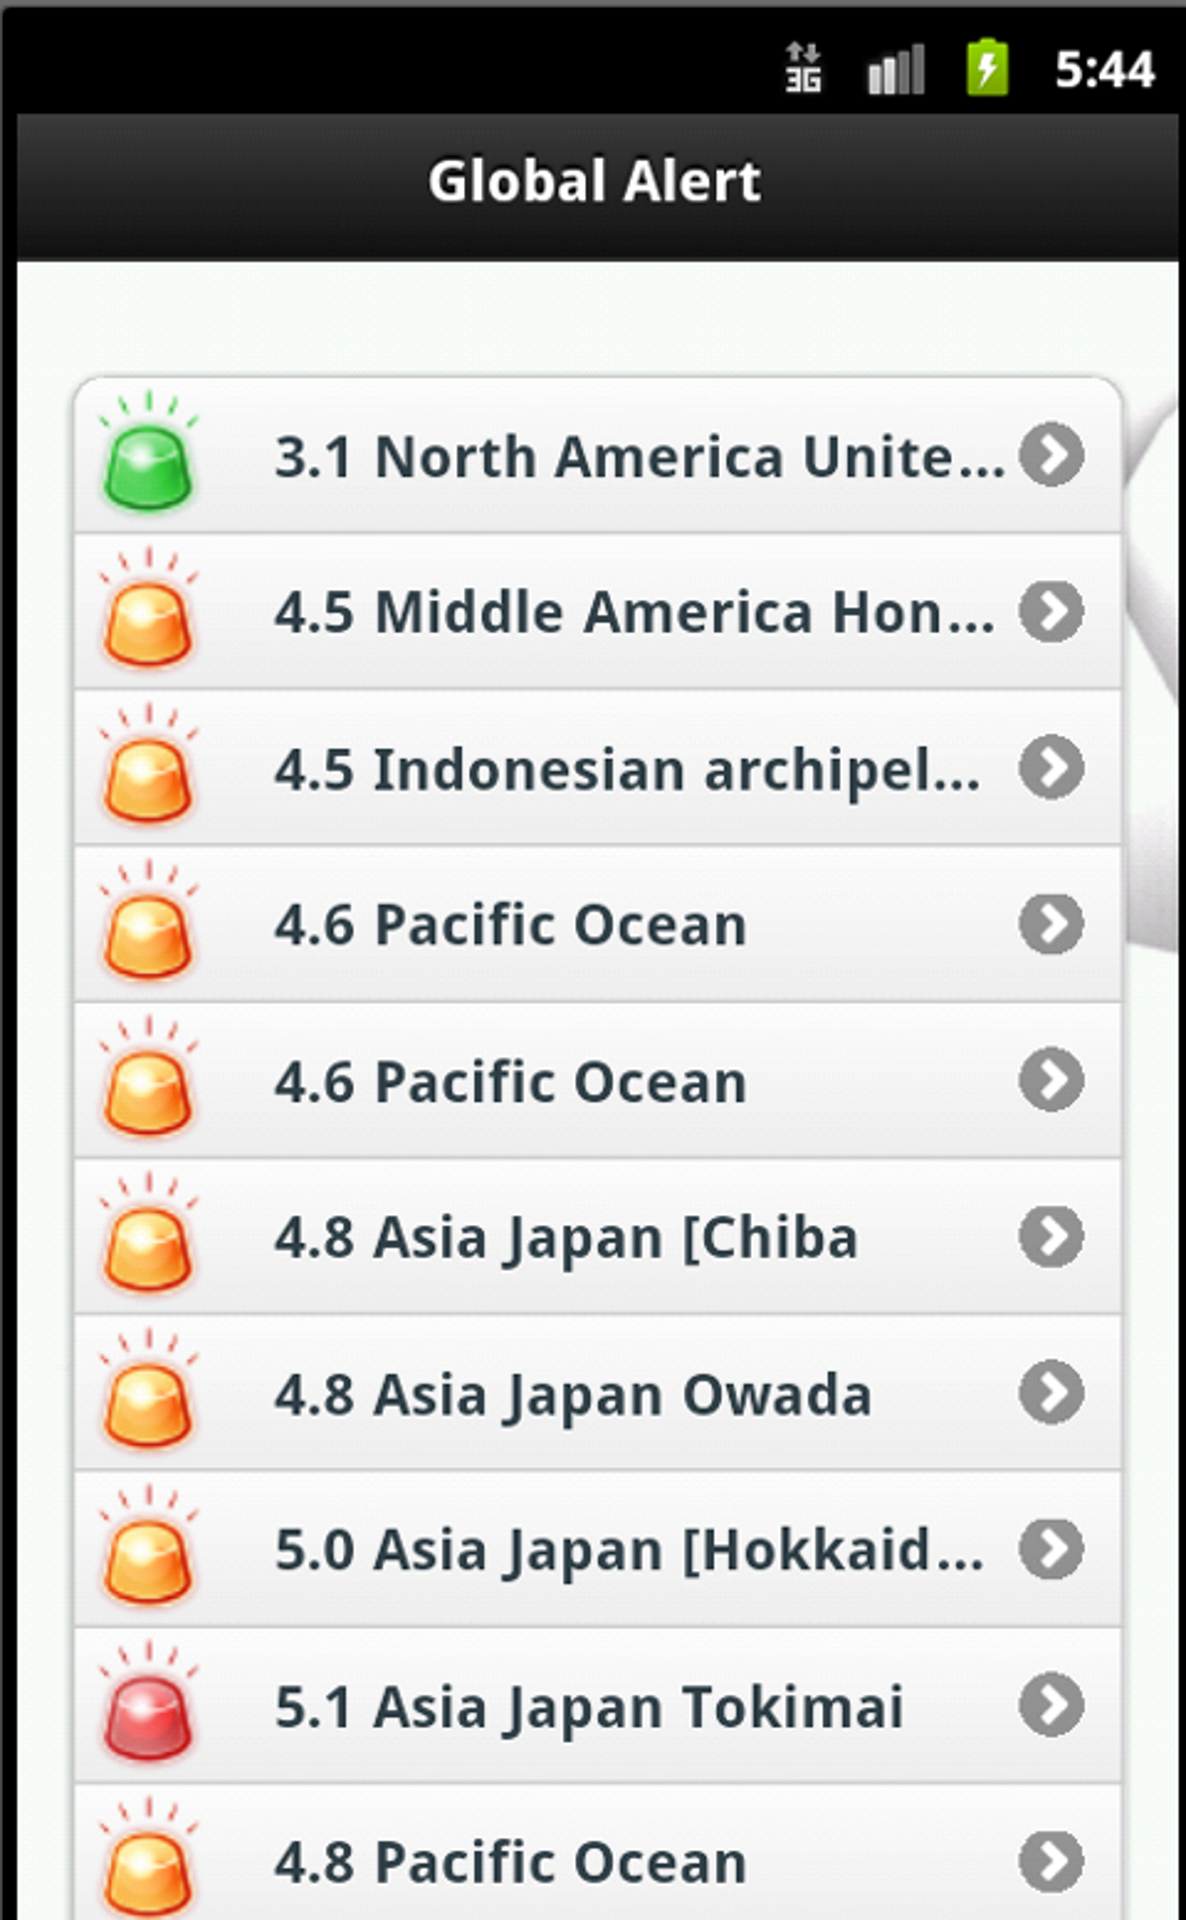 3G 5:44
Global Alert
3.1 North America Unite...
4.5 Middle America Hon...
4.5 Indonesian archipel...
4.6 Pacific Ocean
4.6 Pacific Ocean
4.8 Asia Japan [Chiba
4.8 Asia Japan Owada
5.0 Asia Japan [Hokkaid...
5.1 Asia Japan Tokimai
4.8 Pacific Ocean